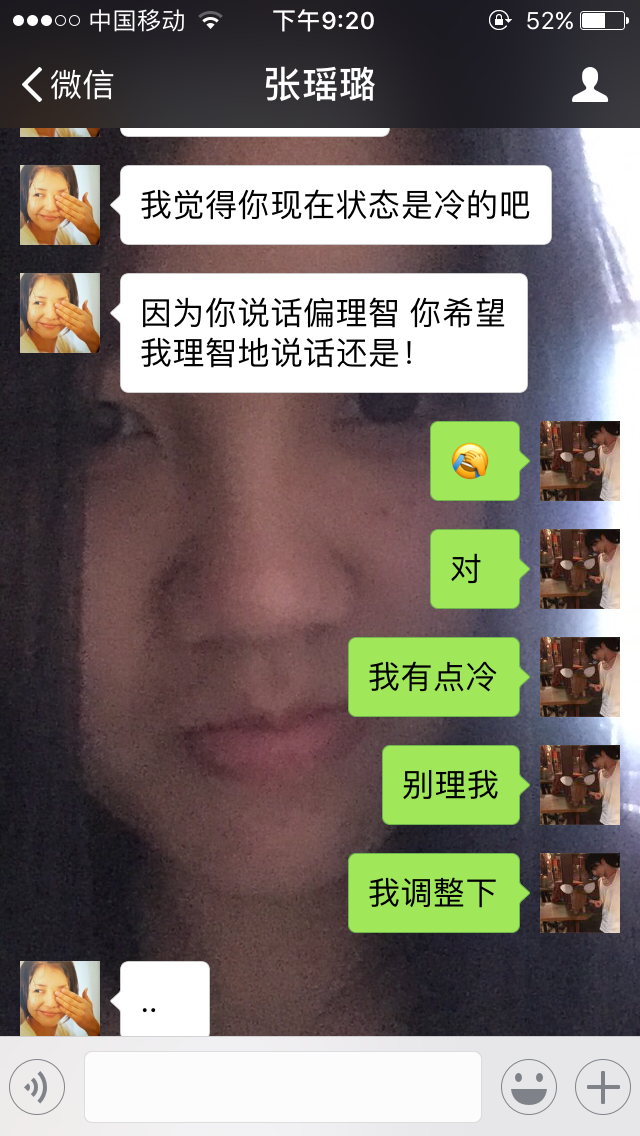 中国移动 下午9:20 52%
微信 张瑶璐
我觉得你现在状态是冷的吧
因为你说话偏理智 你希望
我理智地说话还是！
对
我有点冷
别理我
我调整下
..